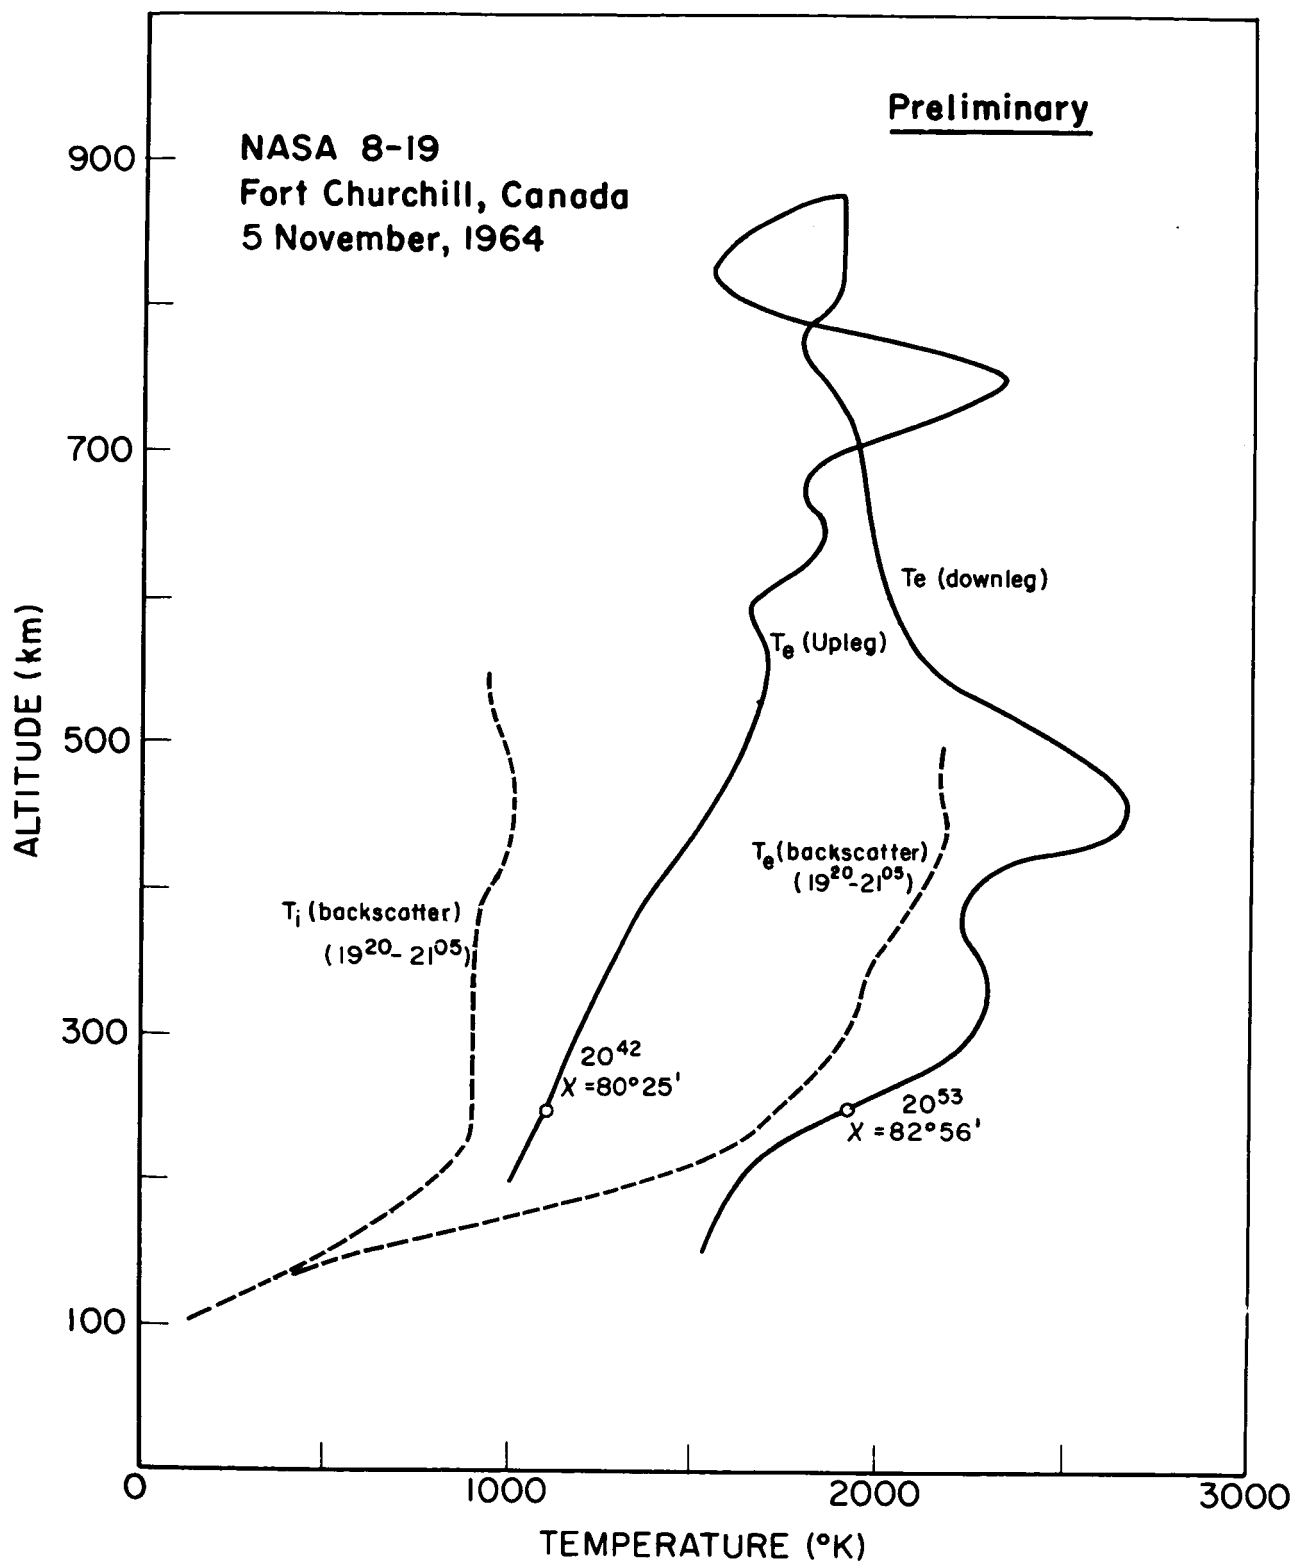 Preliminary
NASA 8-19
Fort Churchill, Canada
5 November, 1964
900
700
500
300
100
ALTITUDE (km)
Te (downleg)
Te (Upleg)
Te (backscatter)
(19²⁰-21⁰⁵)
Ti (backscatter)
(19²⁰-21⁰⁵)
20⁴²
χ =80°25'
20⁵³
χ =82°56'
0
1000
2000
3000
TEMPERATURE (°K)